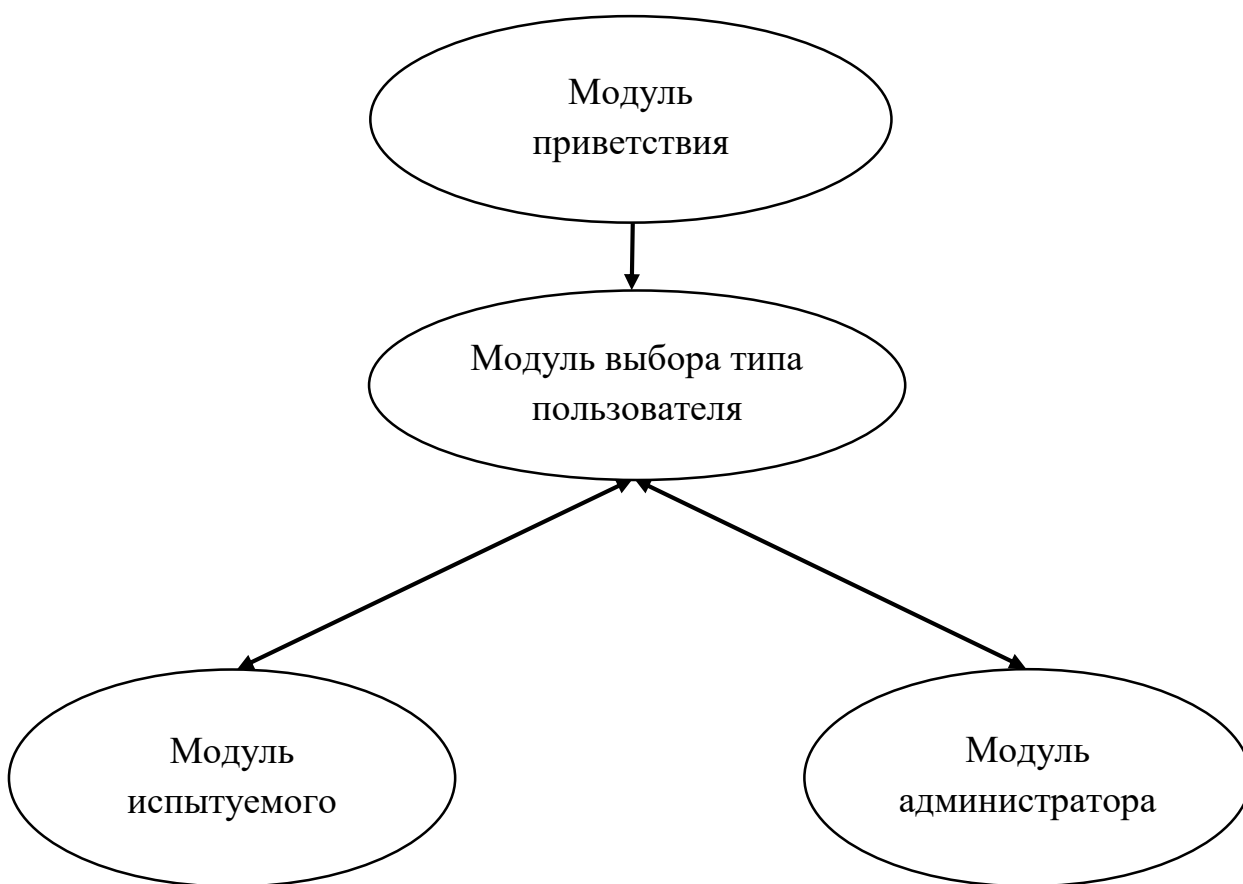 Модуль
приветствия
Модуль выбора типа
пользователя
Модуль
испытуемого
Модуль
администратора